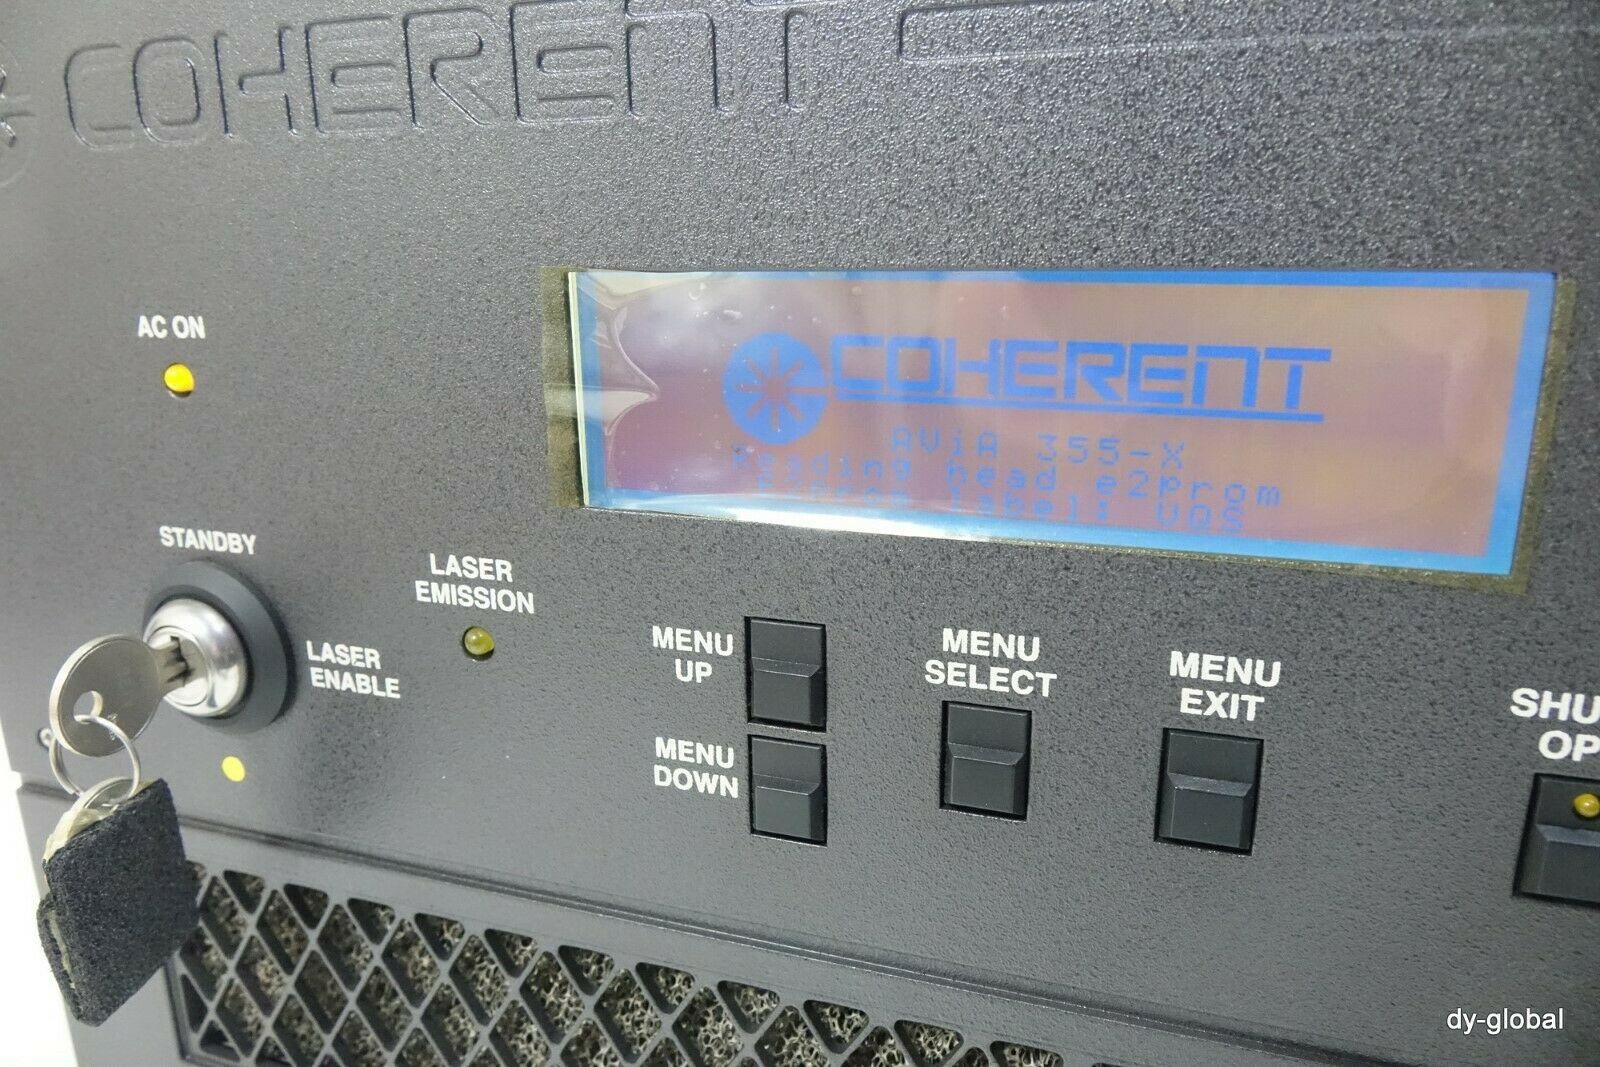 COHERENT
AC ON
COHERENT
AViA 355-X
Reading head e2prom
STANDBY
LASER
EMISSION
LASER
ENABLE
MENU
UP
MENU
SELECT
MENU
EXIT
MENU
DOWN
SHU
OP
dy-global